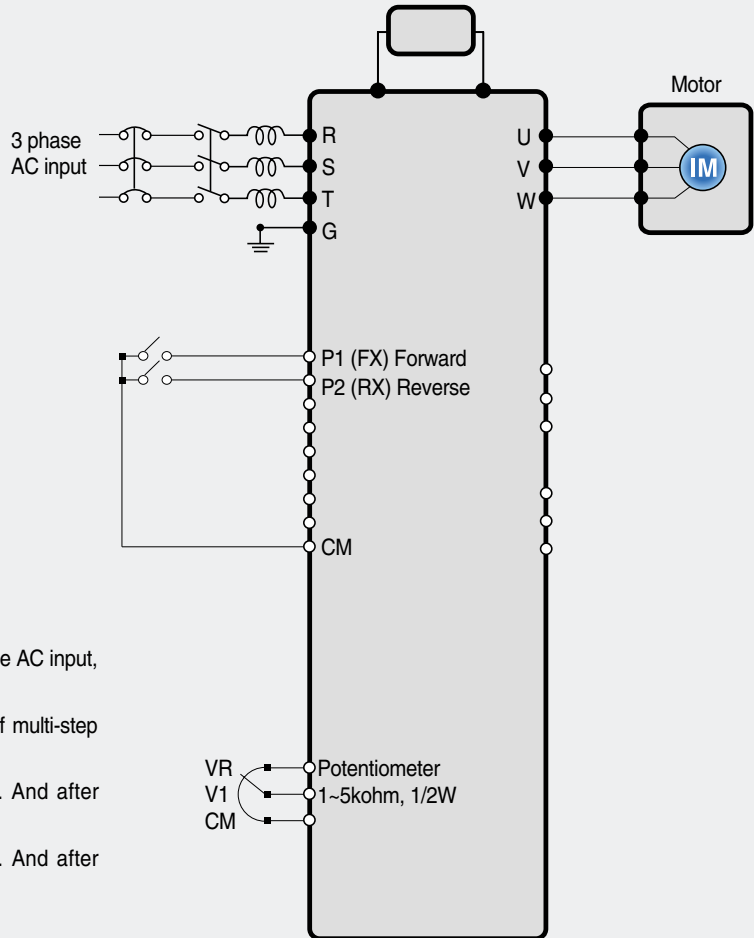 Motor
3 phase
AC input
R
S
T
G
U
V
W
IM
P1 (FX) Forward
P2 (RX) Reverse
CM
e AC input,
f multi-step
. And after
. And after
VR
V1
CM
Potentiometer
1~5kohm, 1/2W